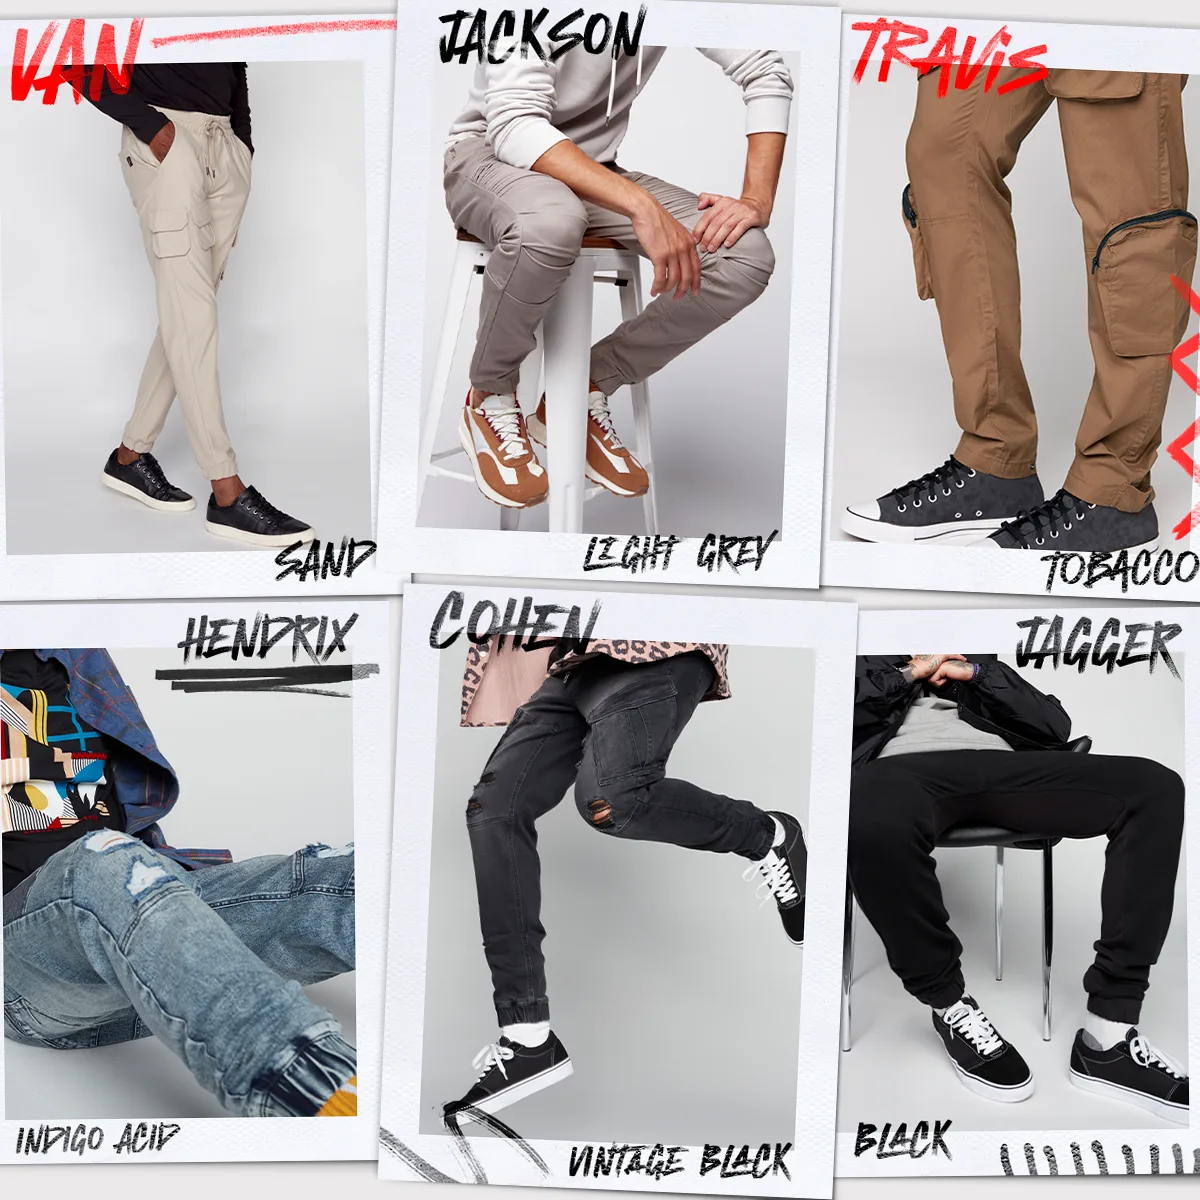 VAN
JACKSON
TRAVIS
SAND
LIGHT GREY
TOBACCO
HENDRIX
COHEN
JAGGER
INDIGO ACID
VINTAGE BLACK
BLACK